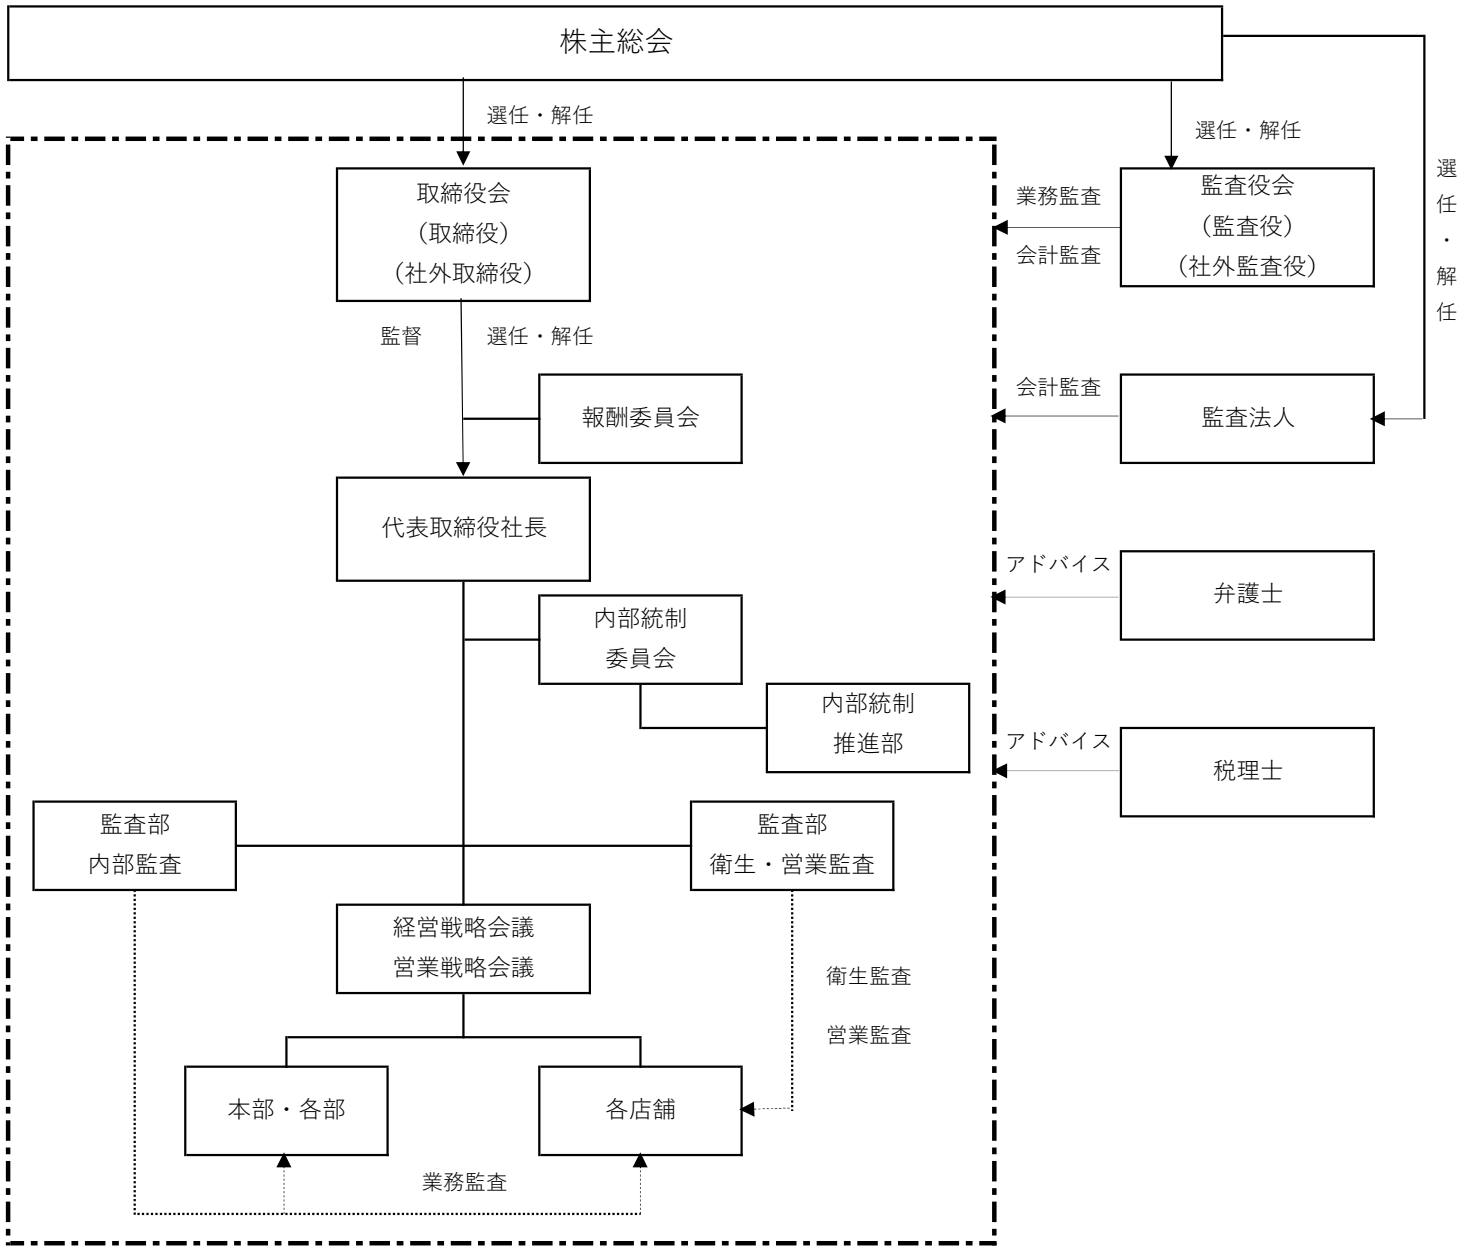 株主総会
選任・解任
選任・解任
選任・解任
取締役会
（取締役）
（社外取締役）
業務監査
会計監査
監査役会
（監査役）
（社外監査役）
監督
選任・解任
報酬委員会
会計監査
監査法人
代表取締役社長
アドバイス
弁護士
内部統制
委員会
内部統制
推進部
アドバイス
税理士
監査部
内部監査
監査部
衛生・営業監査
経営戦略会議
営業戦略会議
衛生監査
営業監査
本部・各部
各店舗
業務監査